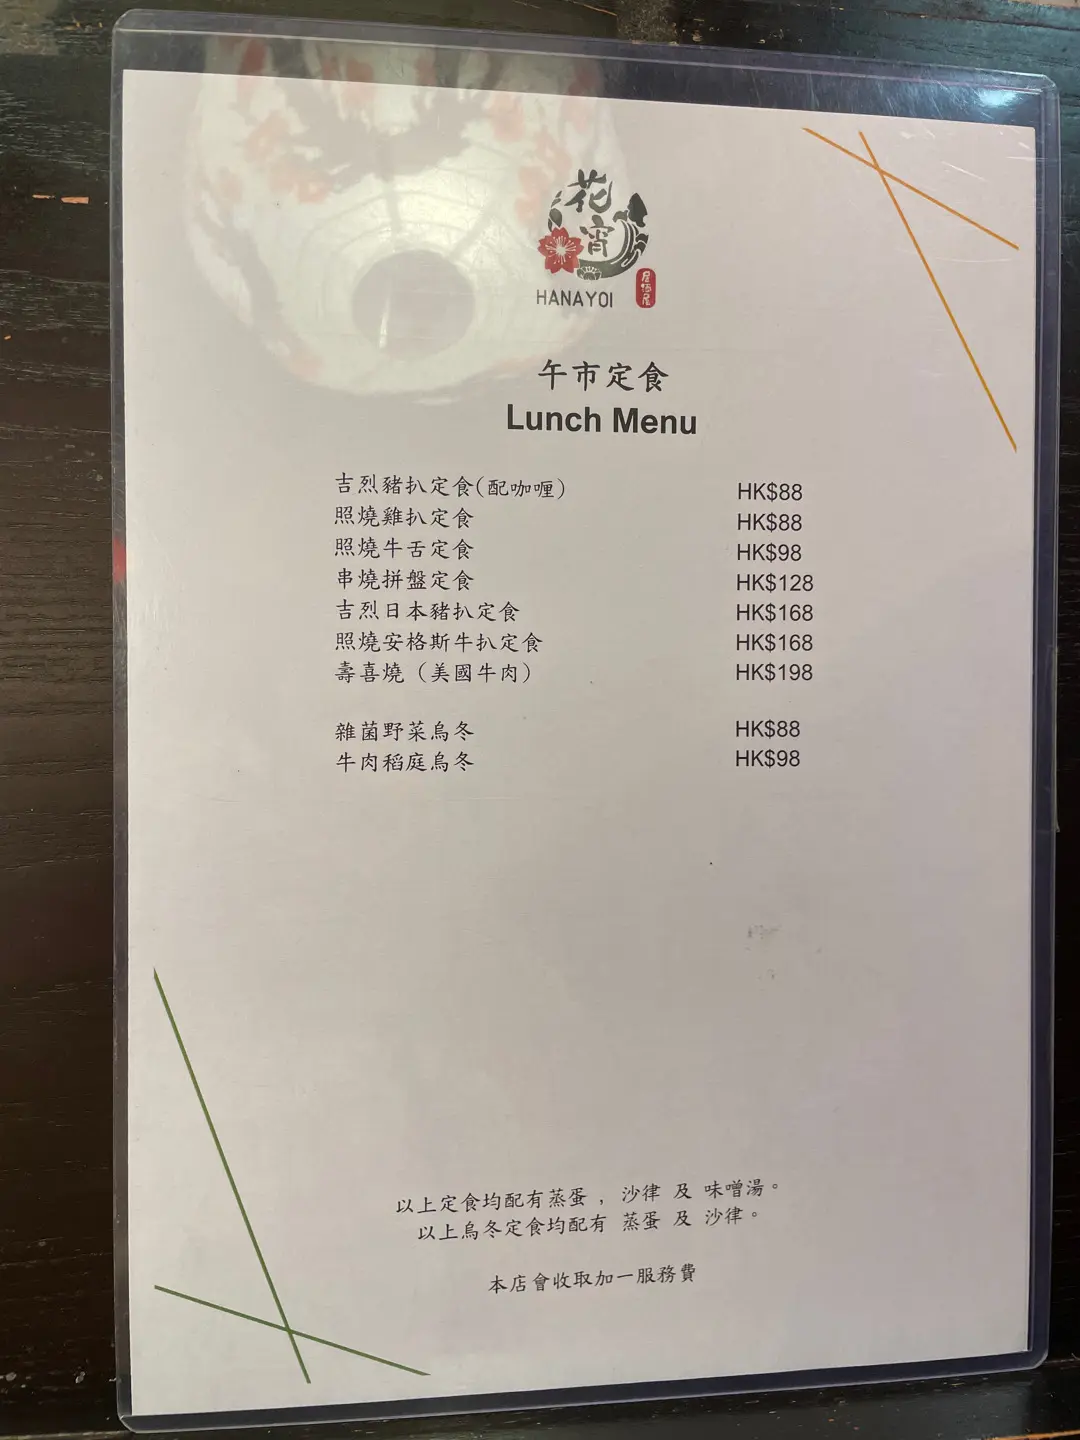 花宵
HANAYOI
居酒屋
午市定食
Lunch Menu
吉烈豬扒定食(配咖喱) HK$88
照燒雞扒定食 HK$88
照燒牛舌定食 HK$98
串燒拼盤定食 HK$128
吉烈日本豬扒定食 HK$168
照燒安格斯牛扒定食 HK$168
壽喜燒（美國牛肉） HK$198
雜菌野菜烏冬 HK$88
牛肉稻庭烏冬 HK$98
以上定食均配有蒸蛋，沙律 及 味噌湯。
以上烏冬定食均配有 蒸蛋 及 沙律。
本店會收取加一服務費